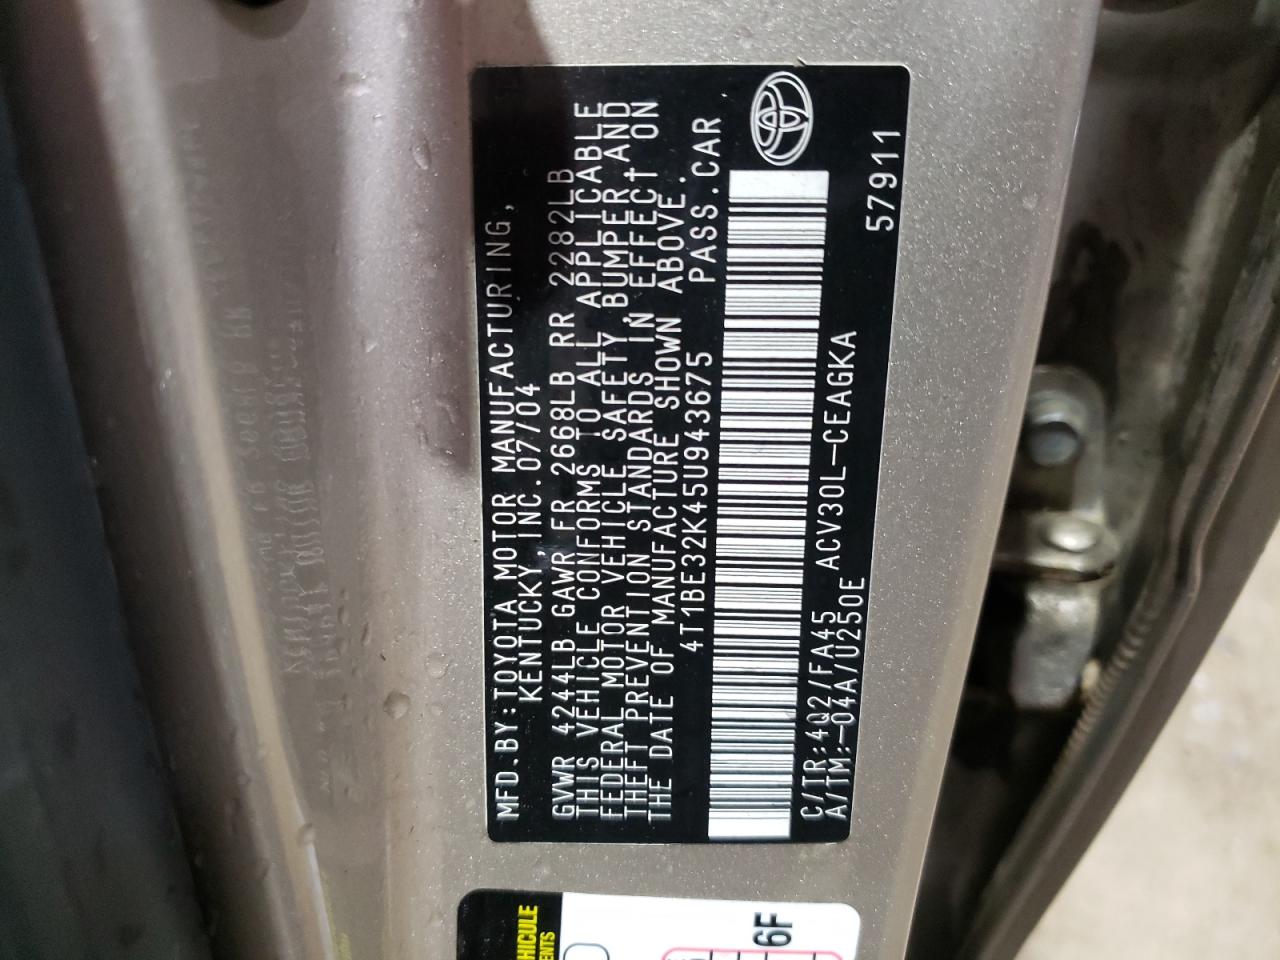 MFD.BY:TOYOTA MOTOR MANUFACTURING,
KENTUCKY, INC.07/04
GVWR 4244LB GAWR FR 2668LB RR 2282LB
THIS VEHICLE CONFORMS TO ALL APPLICABLE
FEDERAL MOTOR VEHICLE SAFETY,BUMPER,AND
THEFT PREVENTION STANDARDS IN EFFECT ON
THE DATE OF MANUFACTURE SHOWN ABOVE.
4T1BE32K45U943675 PASS.CAR
C/TR:4Q2/FA45 ACV30L-CEAGKA
A/TM:-04A/U250E
57911
6F